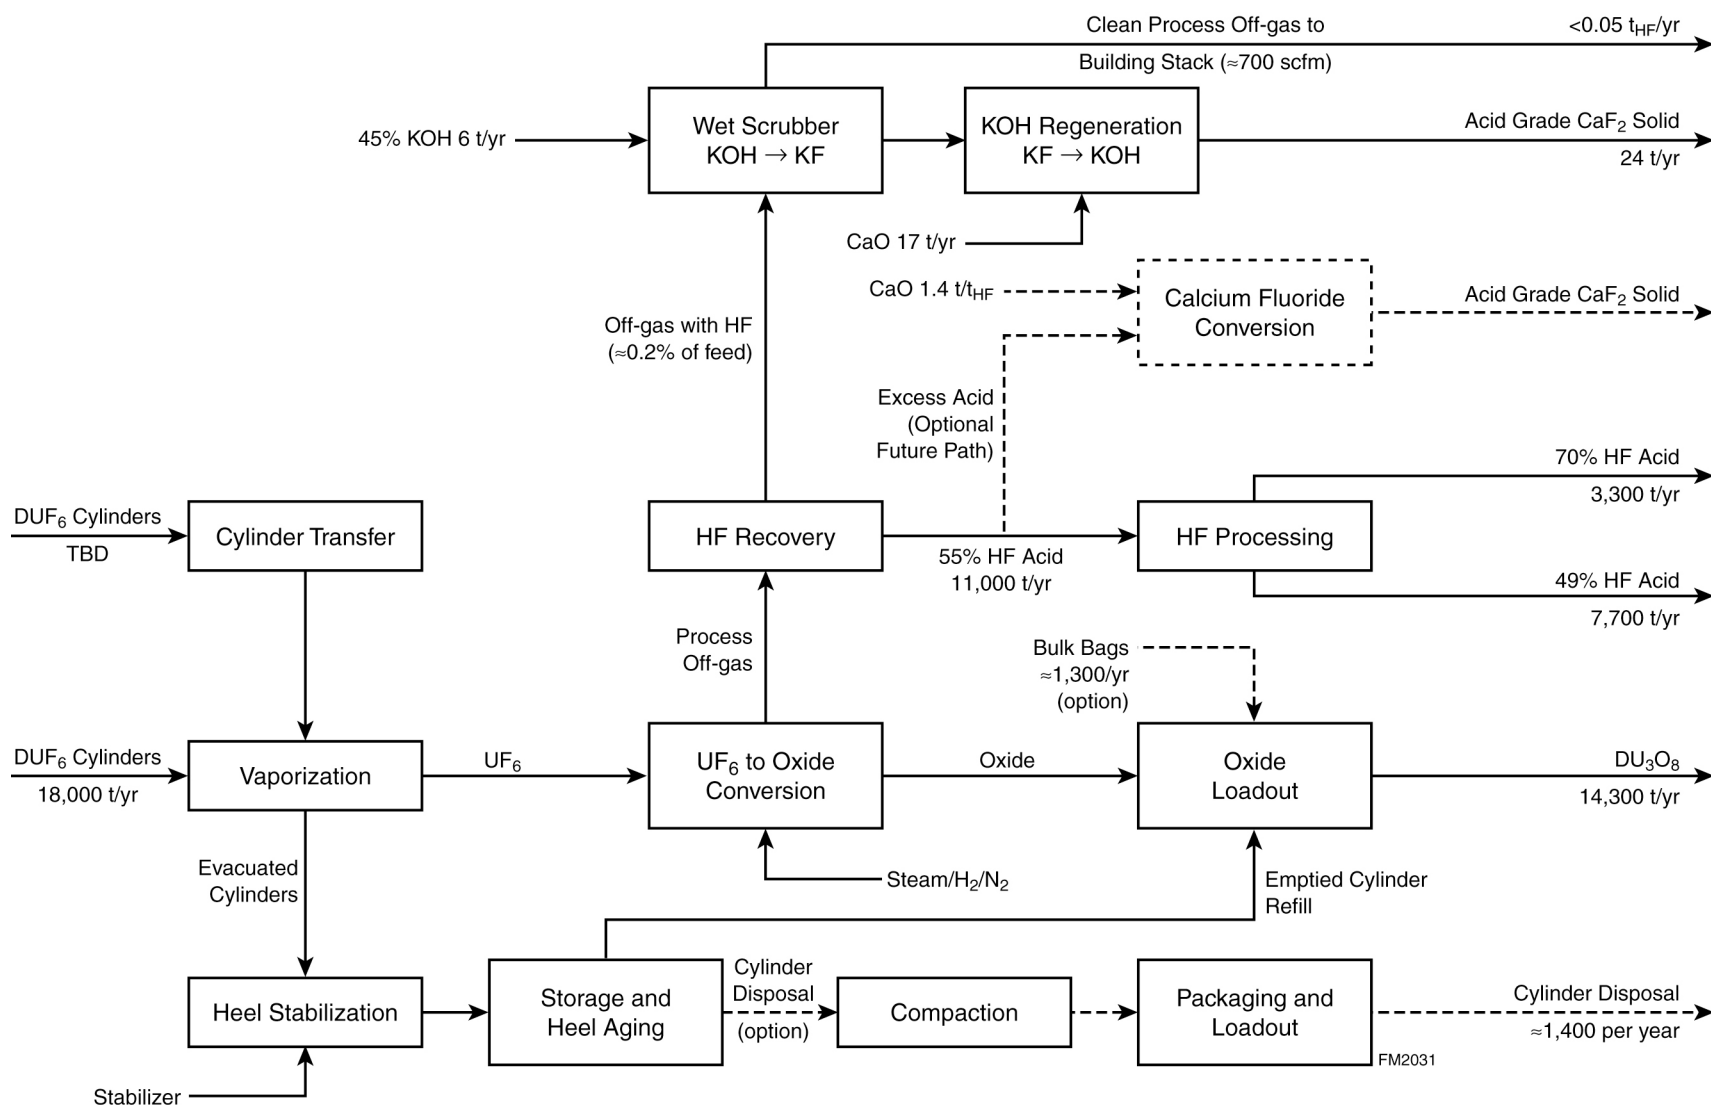 Clean Process Off-gas to
<0.05 tHF/yr
Building Stack (≈700 scfm)
45% KOH 6 t/yr
Wet Scrubber
KOH → KF
KOH Regeneration
KF → KOH
Acid Grade CaF2 Solid
24 t/yr
CaO 17 t/yr
CaO 1.4 t/tHF
Calcium Fluoride
Conversion
Acid Grade CaF2 Solid
Off-gas with HF
(≈0.2% of feed)
Excess Acid
(Optional
Future Path)
70% HF Acid
3,300 t/yr
DUF6 Cylinders
TBD
Cylinder Transfer
HF Recovery
55% HF Acid
11,000 t/yr
HF Processing
49% HF Acid
7,700 t/yr
Process
Off-gas
Bulk Bags
≈1,300/yr
(option)
DUF6 Cylinders
18,000 t/yr
Vaporization
UF6
UF6 to Oxide
Conversion
Oxide
Oxide
Loadout
DU3O8
14,300 t/yr
Evacuated
Cylinders
Steam/H2/N2
Emptied Cylinder
Refill
Heel Stabilization
Storage and
Heel Aging
Cylinder
Disposal
(option)
Compaction
Packaging and
Loadout
Cylinder Disposal
≈1,400 per year
FM2031
Stabilizer